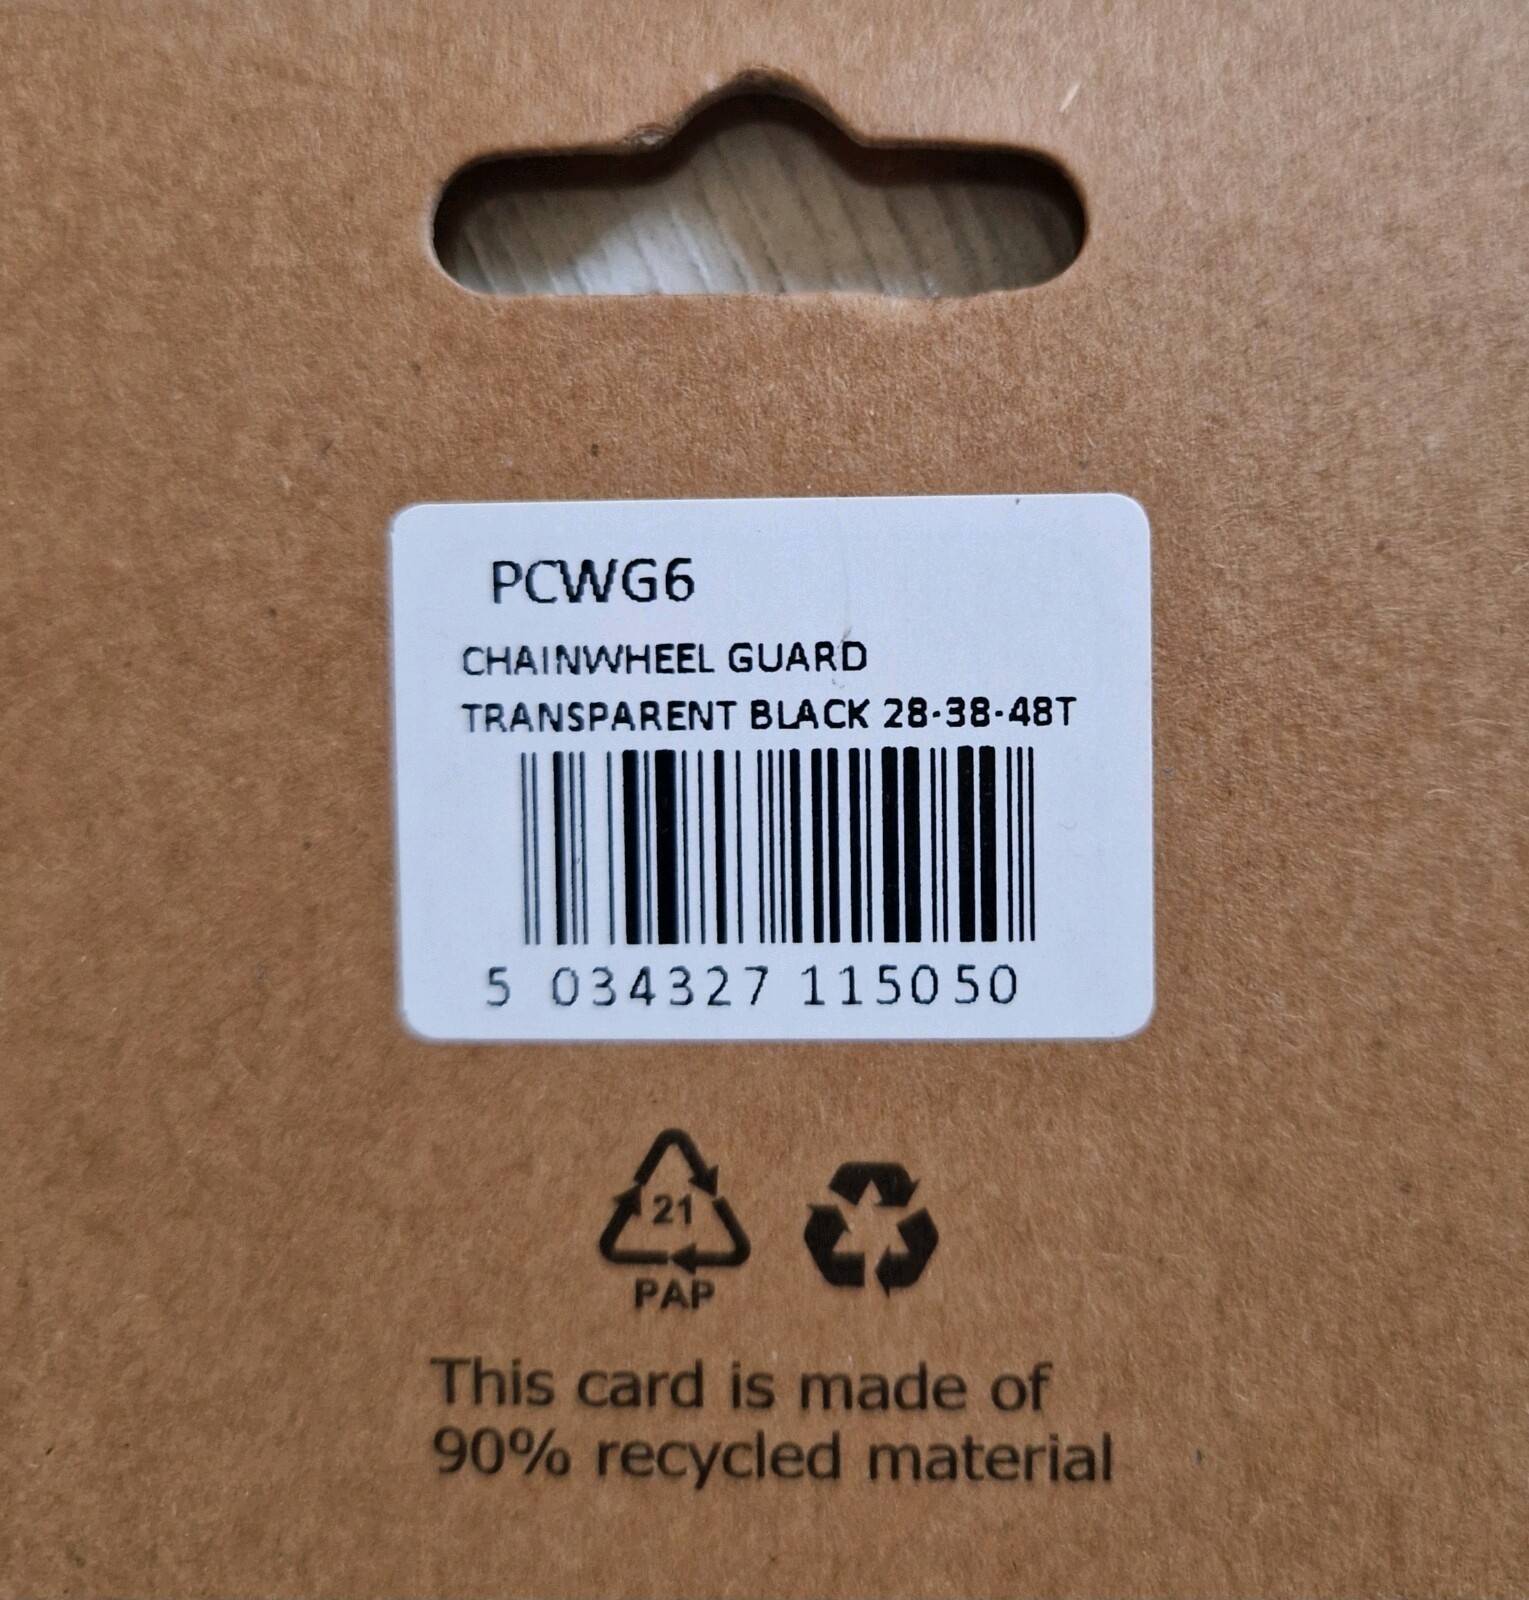 PCWG6
CHAINWHEEL GUARD
TRANSPARENT BLACK 28-38-48T
5 034327 115050
21
PAP
This card is made of
90% recycled material